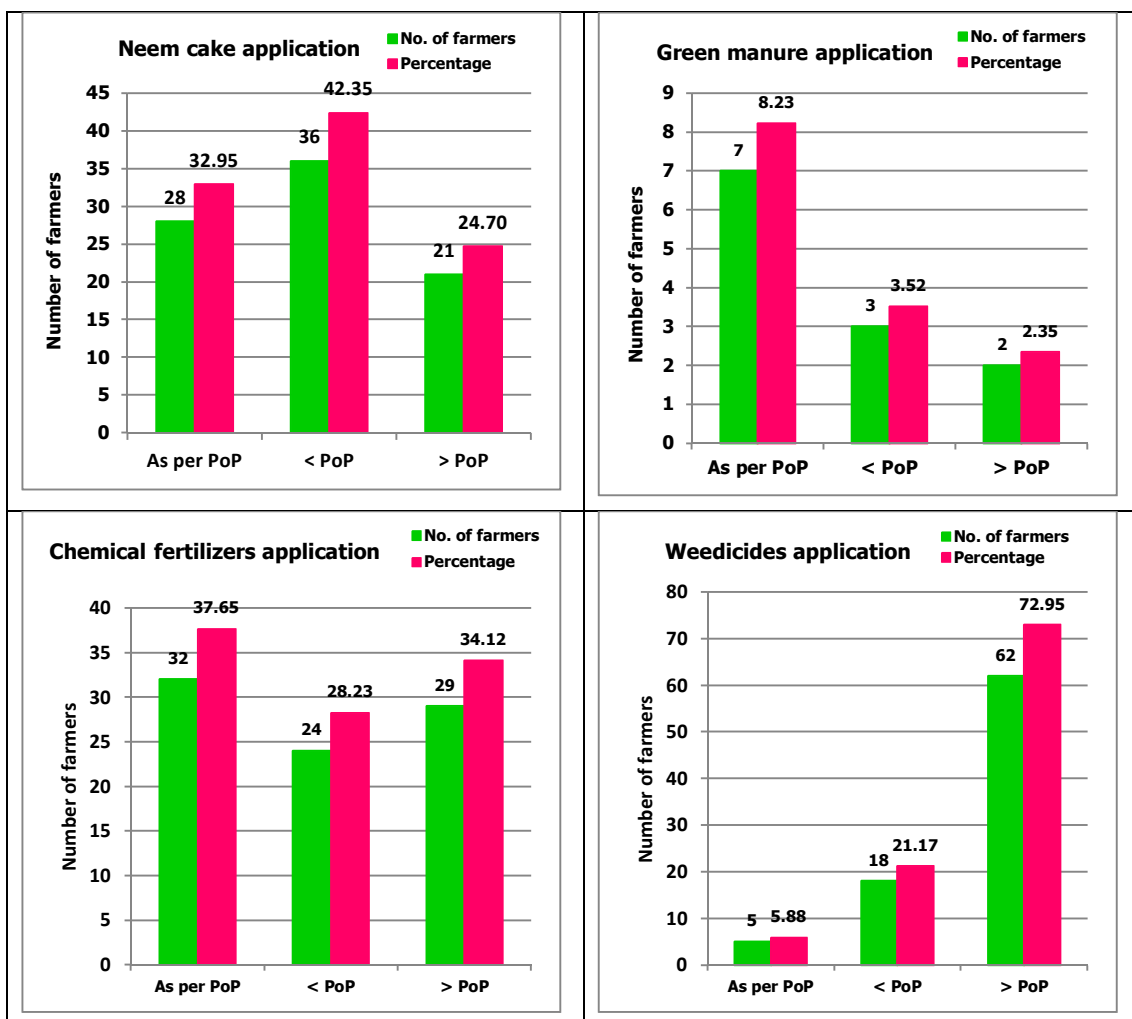 Neem cake application
No. of farmers
Percentage
Number of farmers
45
40
35
30
25
20
15
10
5
0
28
32.95
36
42.35
21
24.70
As per PoP
< PoP
> PoP
Green manure application
No. of farmers
Percentage
Number of farmers
9
8
7
6
5
4
3
2
1
0
7
8.23
3
3.52
2
2.35
As per PoP
< PoP
> PoP
Chemical fertilizers application
No. of farmers
Percentage
Number of farmers
40
35
30
25
20
15
10
5
0
32
37.65
24
28.23
29
34.12
As per PoP
< PoP
> PoP
Weedicides application
No. of farmers
Percentage
Number of farmers
80
70
60
50
40
30
20
10
0
5
5.88
18
21.17
62
72.95
As per PoP
< PoP
> PoP